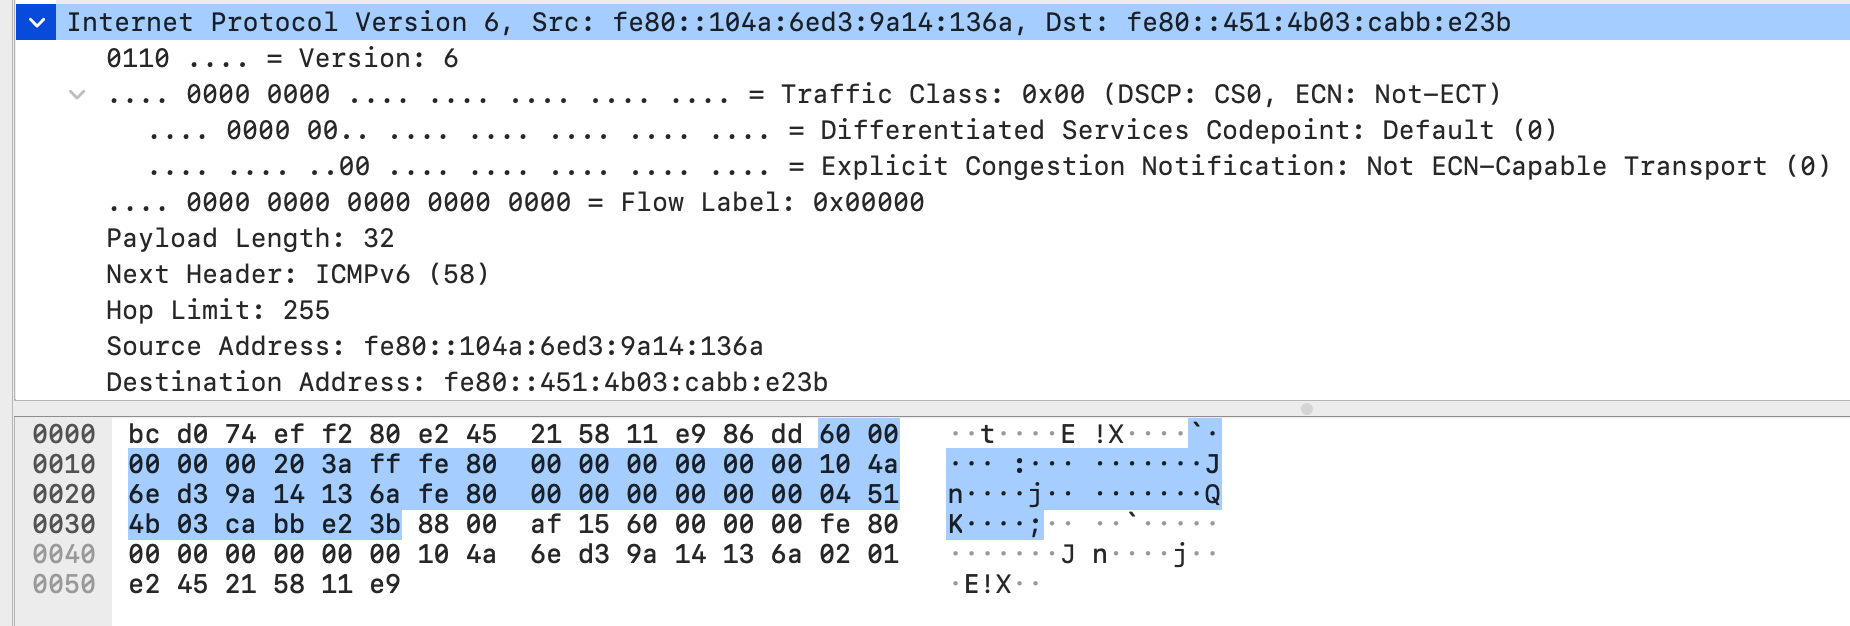 Internet Protocol Version 6, Src: fe80::104a:6ed3:9a14:136a, Dst: fe80::451:4b03:cabb:e23b
0110 .... = Version: 6
.... 0000 0000 .... .... .... .... .... = Traffic Class: 0x00 (DSCP: CS0, ECN: Not-ECT)
.... 0000 00.. .... .... .... .... .... = Differentiated Services Codepoint: Default (0)
.... .... ..00 .... .... .... .... .... = Explicit Congestion Notification: Not ECN-Capable Transport (0)
.... 0000 0000 0000 0000 0000 = Flow Label: 0x00000
Payload Length: 32
Next Header: ICMPv6 (58)
Hop Limit: 255
Source Address: fe80::104a:6ed3:9a14:136a
Destination Address: fe80::451:4b03:cabb:e23b
0000 bc d0 74 ef f2 80 e2 45 21 58 11 e9 86 dd 60 00 ··t····E !X····`·
0010 00 00 00 20 3a ff fe 80 00 00 00 00 00 00 10 4a ··· :··· ·······J
0020 6e d3 9a 14 13 6a fe 80 00 00 00 00 00 00 04 51 n····j·· ·······Q
0030 4b 03 ca bb e2 3b 88 00 af 15 60 00 00 00 fe 80 K····;·· ··`·····
0040 00 00 00 00 00 00 10 4a 6e d3 9a 14 13 6a 02 01 ·······J n····j··
0050 e2 45 21 58 11 e9 ·E!X··